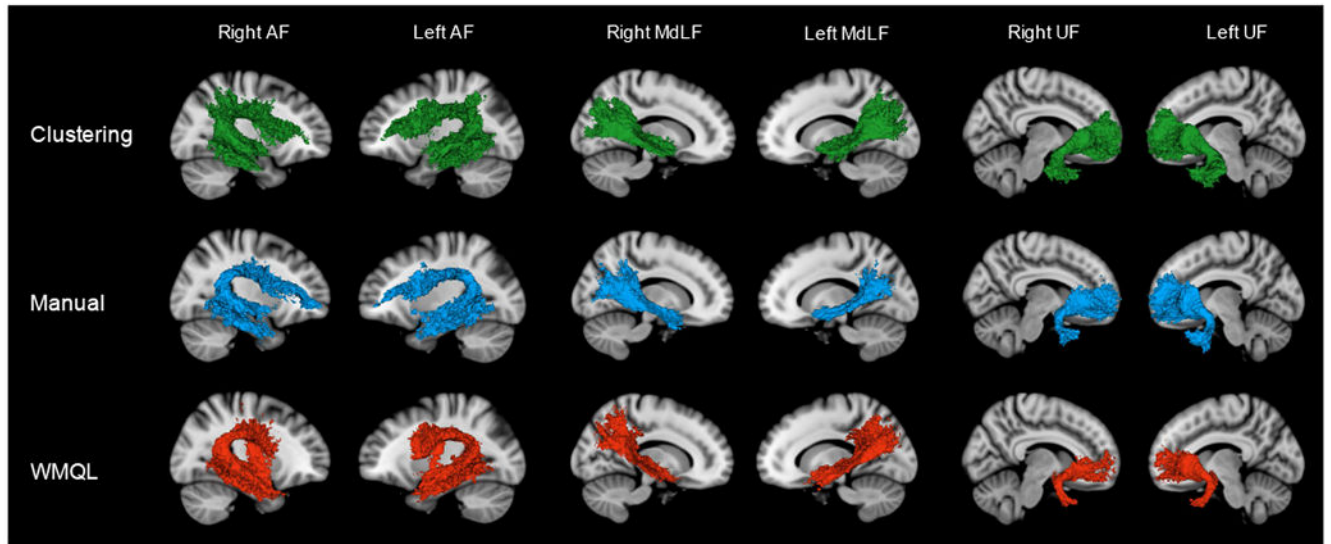 Right AF Left AF Right MdLF Left MdLF Right UF Left UF
Clustering
Manual
WMQL